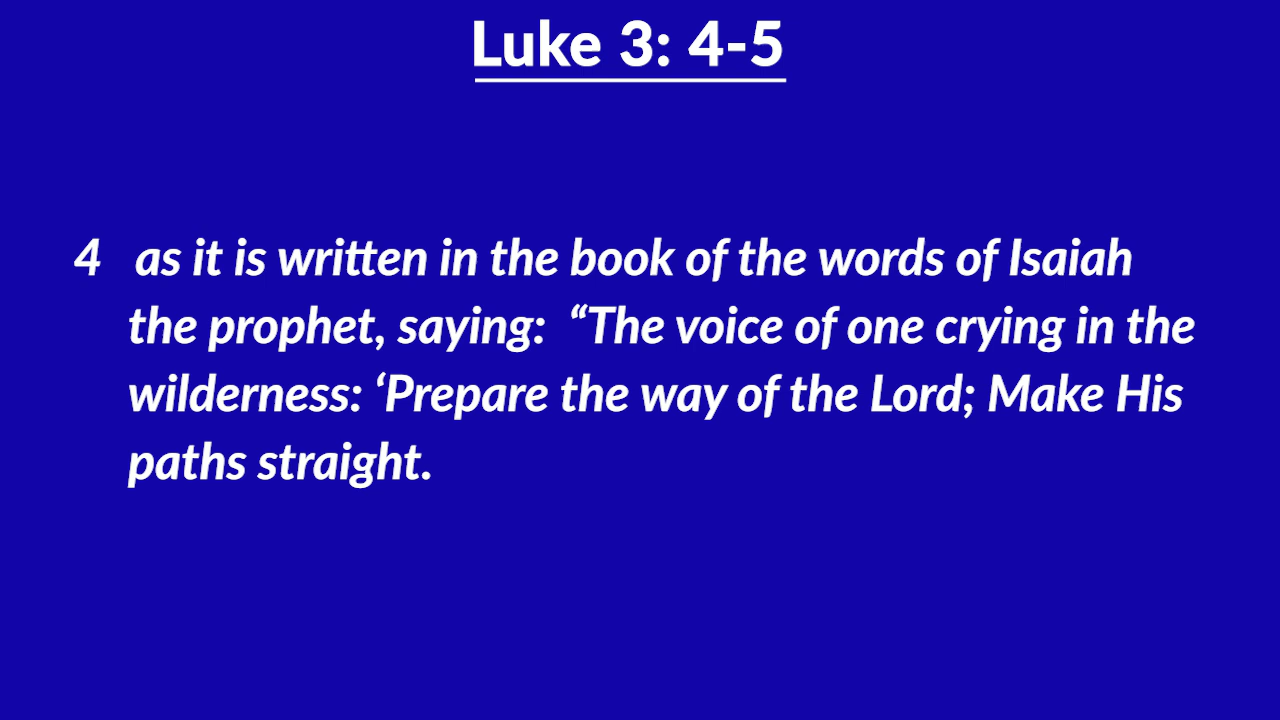 Luke 3: 4-5
4 as it is written in the book of the words of Isaiah
the prophet, saying: “The voice of one crying in the
wilderness: ‘Prepare the way of the Lord; Make His
paths straight.